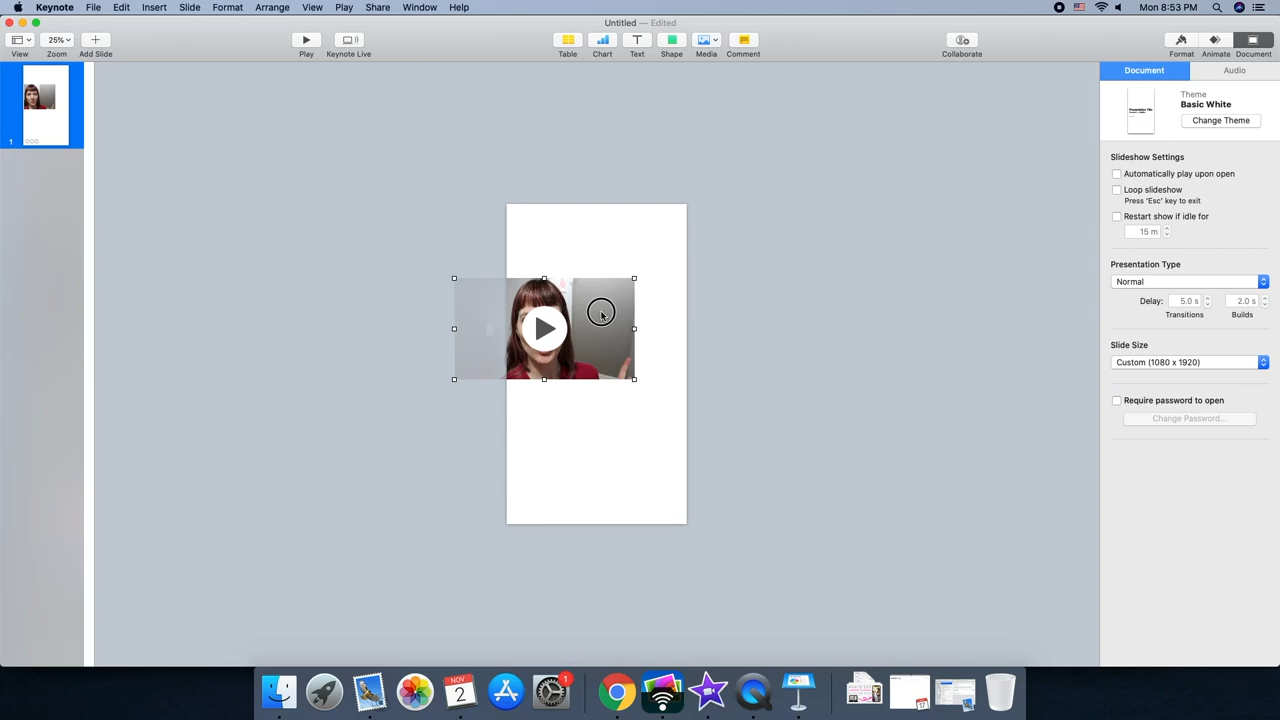 Keynote File Edit Insert Slide Format Arrange View Play Share Window Help Mon 8:53 PM
Untitled — Edited
25%
View Zoom Add Slide Play Keynote Live Table Chart Text Shape Media Comment Collaborate Format Animate Document
Document Audio
Theme
Basic White
Change Theme
1
Slideshow Settings
Automatically play upon open
Loop slideshow
Press 'Esc' key to exit
Restart show if idle for
15 m
Presentation Type
Normal
Delay: 5.0 s 2.0 s
Transitions Builds
Slide Size
Custom (1080 x 1920)
Require password to open
Change Password...
NOV
2
1
17